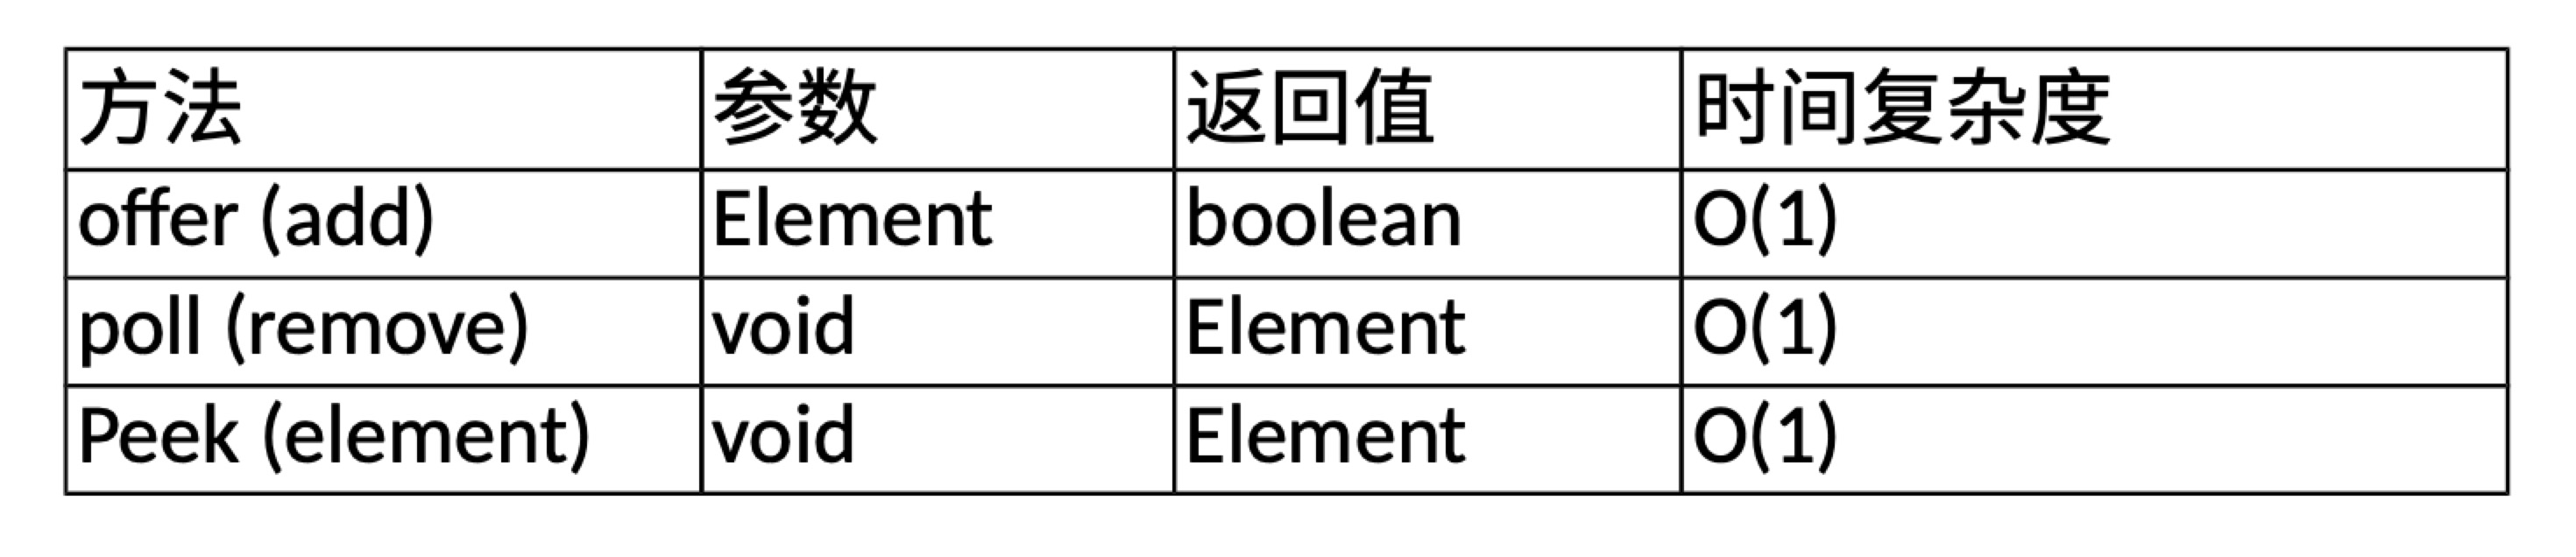 方法 参数 返回值 时间复杂度
offer (add) Element boolean O(1)
poll (remove) void Element O(1)
Peek (element) void Element O(1)